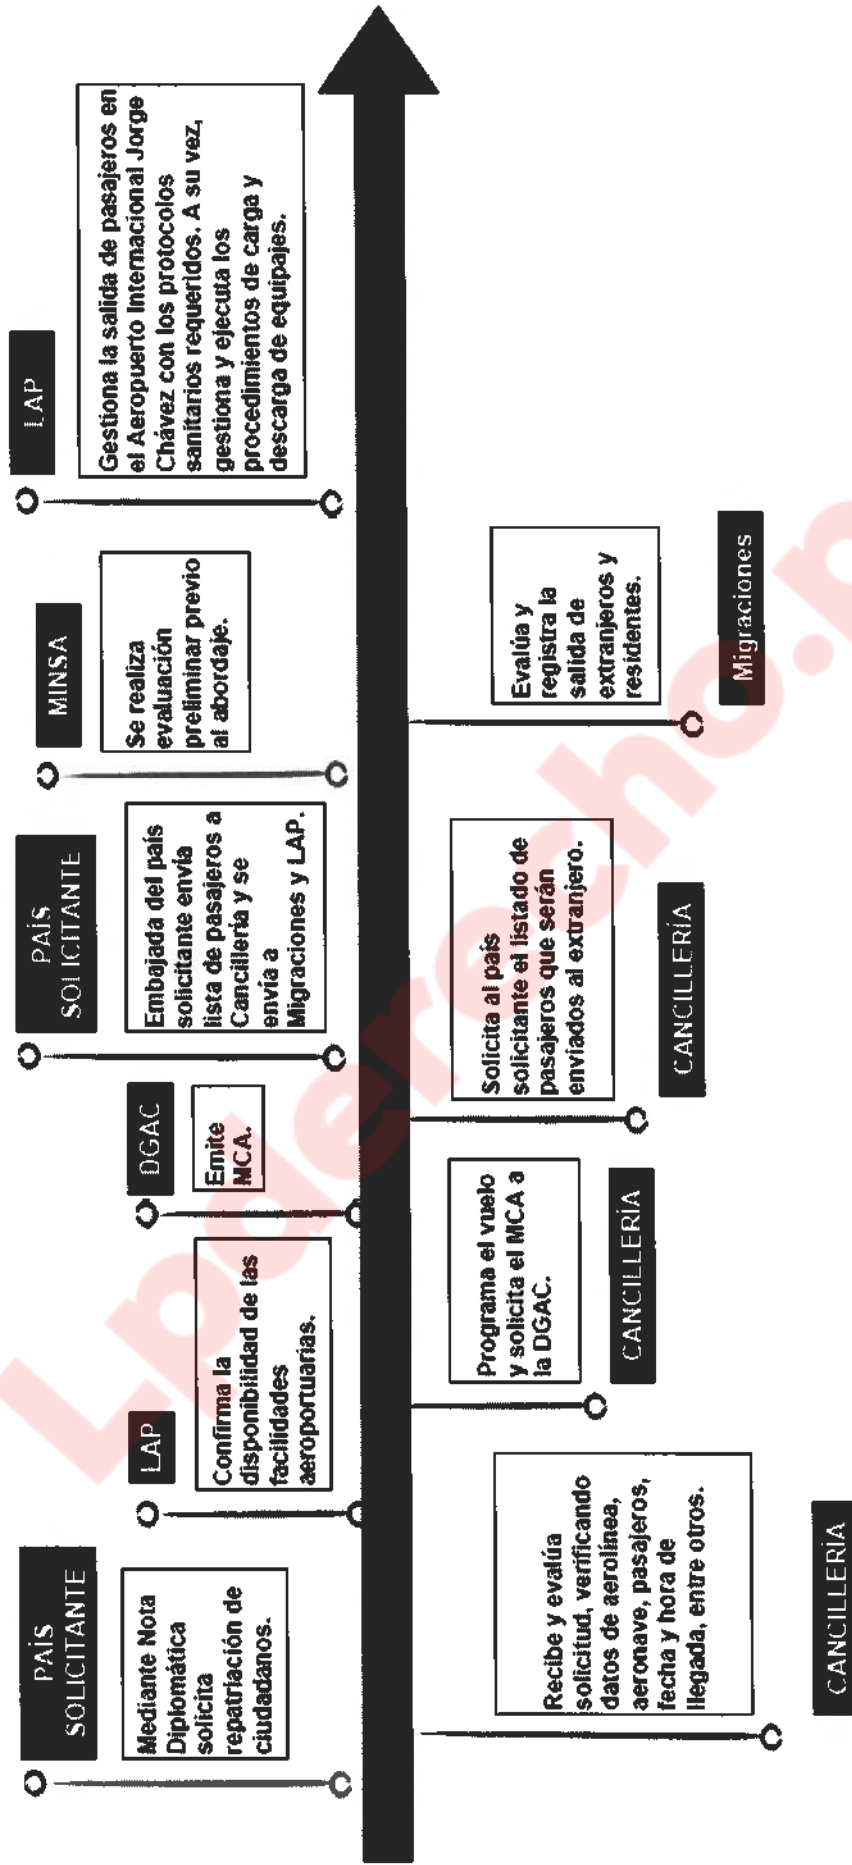 PAÍS
SOLICITANTE
Mediante Nota
Diplomática
solicita
repatriación de
ciudadanos.
CANCILLERÍA
Recibe y evalúa
solicitud, verificando
datos de aerolínea,
aeronave, pasajeros,
fecha y hora de
llegada, entre otros.
LAP
Confirma la
disponibilidad de las
facilidades
aeroportuarias.
CANCILLERÍA
Programa el vuelo
y solicita el MCA a
la DGAC.
DGAC
Emite
MCA.
CANCILLERÍA
Solicita al país
solicitante el listado de
pasajeros que serán
enviados al extranjero.
PAÍS
SOLICITANTE
Embajada del país
solicitante envía
lista de pasajeros a
Cancillería y se
envía a
Migraciones y LAP.
MINSA
Se realiza
evaluación
preliminar previo
al abordaje.
Migraciones
Evalúa y
registra la
salida de
extranjeros y
residentes.
LAP
Gestiona la salida de pasajeros en
el Aeropuerto Internacional Jorge
Chávez con los protocolos
sanitarios requeridos. A su vez,
gestiona y ejecuta los
procedimientos de carga y
descarga de equipajes.
Lpderecho.p